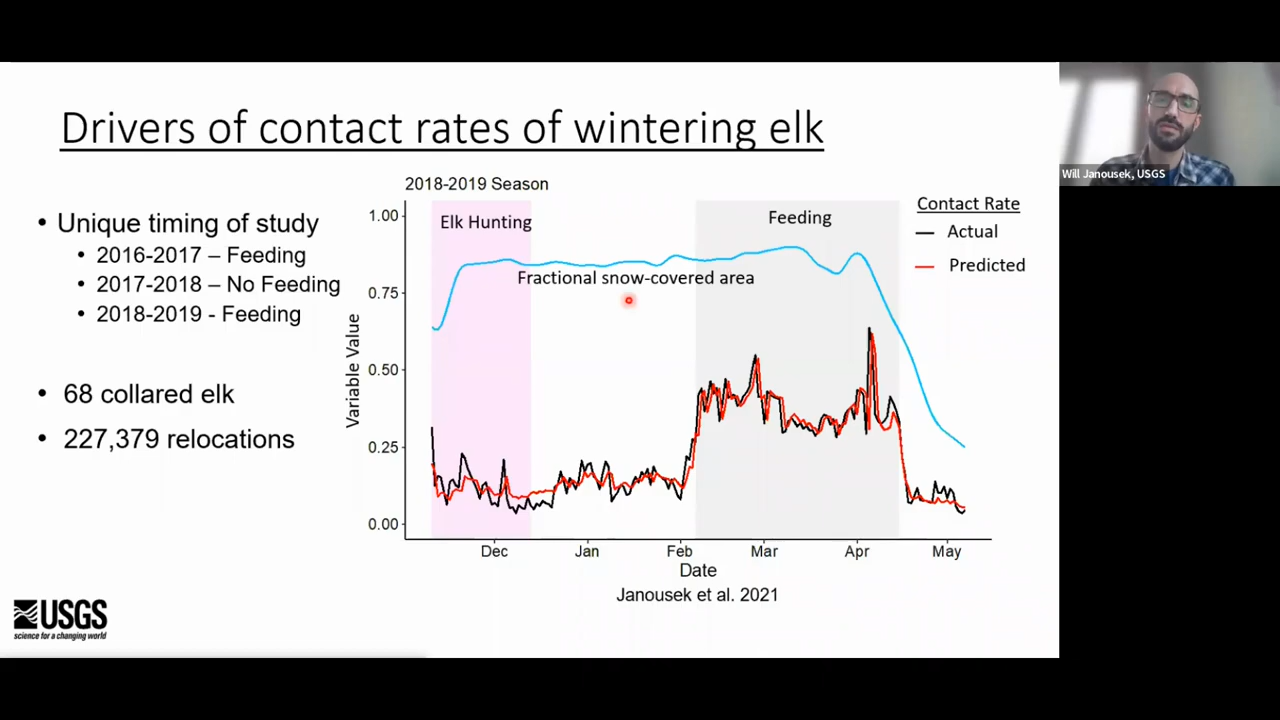 Drivers of contact rates of wintering elk
• Unique timing of study
• 2016-2017 – Feeding
• 2017-2018 – No Feeding
• 2018-2019 - Feeding
• 68 collared elk
• 227,379 relocations
2018-2019 Season
Elk Hunting
Feeding
Fractional snow-covered area
Variable Value
1.00
0.75
0.50
0.25
0.00
Dec Jan Feb Mar Apr May
Date
Janousek et al. 2021
Contact Rate
Actual
Predicted
USGS
science for a changing world
Will Janousek, USGS